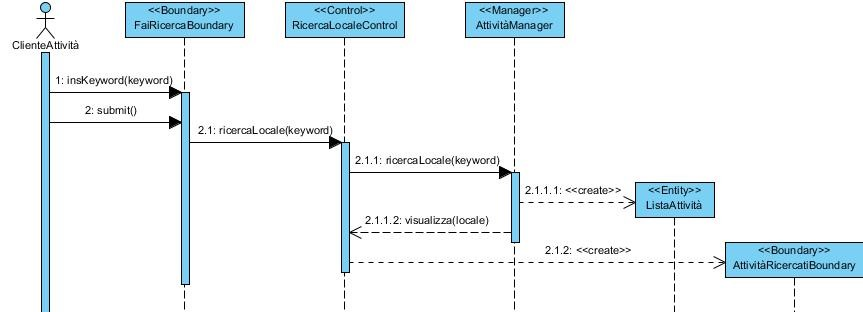 <<Boundary>>
FaiRicercaBoundary
<<Control>>
RicercaLocaleControl
<<Manager>>
AttivitàManager
ClienteAttività
1: insKeyword(keyword)
2: submit()
2.1: ricercaLocale(keyword)
2.1.1: ricercaLocale(keyword)
2.1.1.1: <<create>>
<<Entity>>
ListaAttività
2.1.1.2: visualizza(locale)
2.1.2: <<create>>
<<Boundary>>
AttivitàRicercatiBoundary